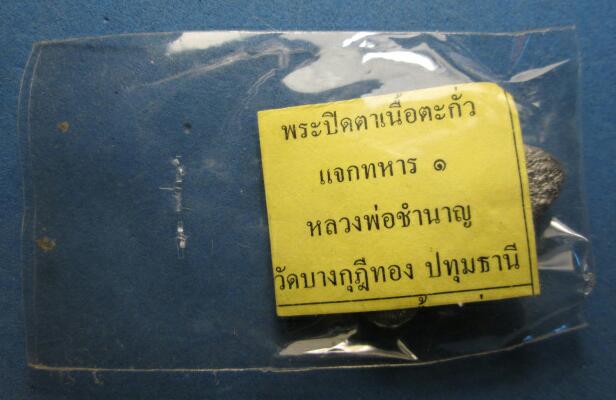 พระปิดตาเนื้อตะกั่ว
แจกทหาร ๑
หลวงพ่อชำนาญ
วัดบางกุฎีทอง ปทุมธานี